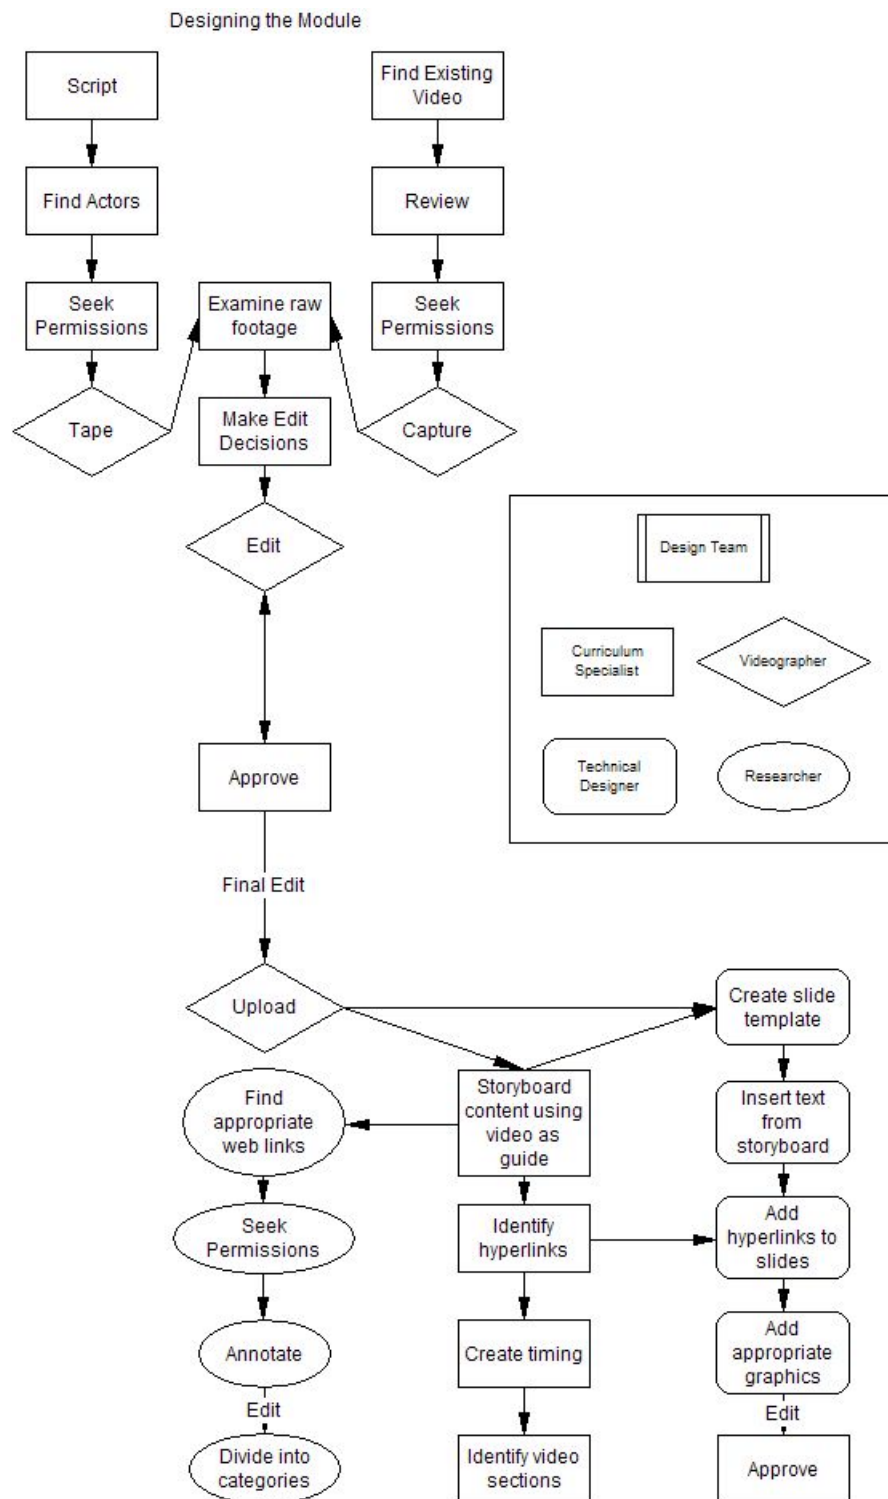 Designing the Module
Script
Find Existing
Video
Find Actors
Review
Seek
Permissions
Examine raw
footage
Seek
Permissions
Tape
Make Edit
Decisions
Capture
Edit
Design Team
Curriculum
Specialist
Videographer
Technical
Designer
Researcher
Approve
Final Edit
Upload
Create slide
template
Find
appropriate
web links
Storyboard
content using
video as
guide
Insert text
from
storyboard
Seek
Permissions
Identify
hyperlinks
Add
hyperlinks to
slides
Annotate
Create timing
Add
appropriate
graphics
Edit
Edit
Divide into
categories
Identify video
sections
Approve